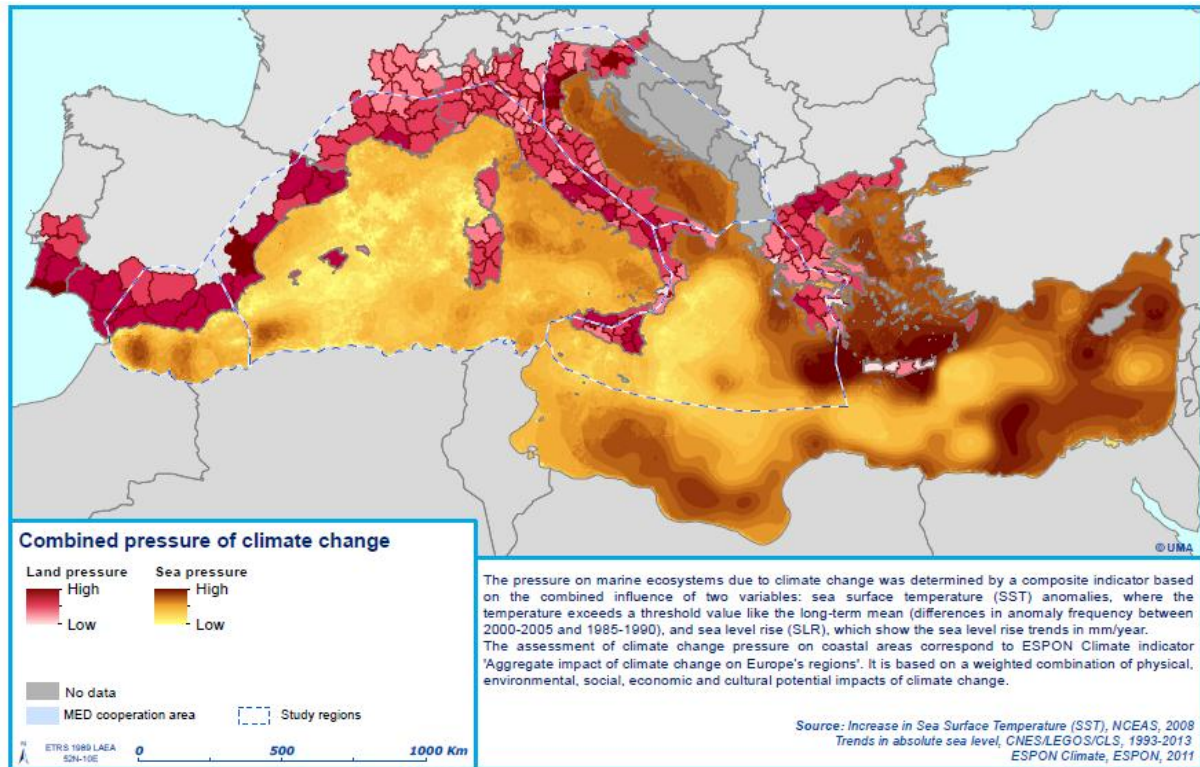 © UMA
Combined pressure of climate change
Land pressure
High
Low
Sea pressure
High
Low
No data
MED cooperation area
Study regions
N
ETRS 1989 LAEA
52N-10E
0 500 1000 Km
The pressure on marine ecosystems due to climate change was determined by a composite indicator based
on the combined influence of two variables: sea surface temperature (SST) anomalies, where the
temperature exceeds a threshold value like the long-term mean (differences in anomaly frequency between
2000-2005 and 1985-1990), and sea level rise (SLR), which show the sea level rise trends in mm/year.
The assessment of climate change pressure on coastal areas correspond to ESPON Climate indicator
'Aggregate impact of climate change on Europe's regions'. It is based on a weighted combination of physical,
environmental, social, economic and cultural potential impacts of climate change.
Source: Increase in Sea Surface Temperature (SST), NCEAS, 2008
Trends in absolute sea level, CNES/LEGOS/CLS, 1993-2013
ESPON Climate, ESPON, 2011